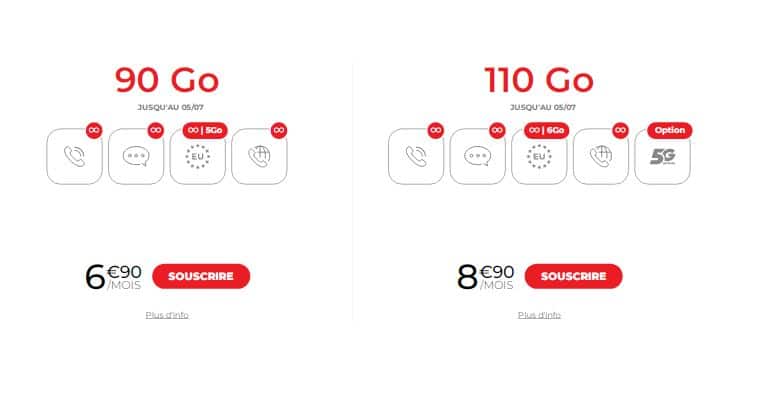 90 Go
JUSQU'AU 05/07
∞
∞
∞ | 5Go
∞
EU
6€90
/MOIS
SOUSCRIRE
Plus d'info
110 Go
JUSQU'AU 05/07
∞
∞
∞ | 6Go
∞
Option
EU
5G
8€90
/MOIS
SOUSCRIRE
Plus d'info